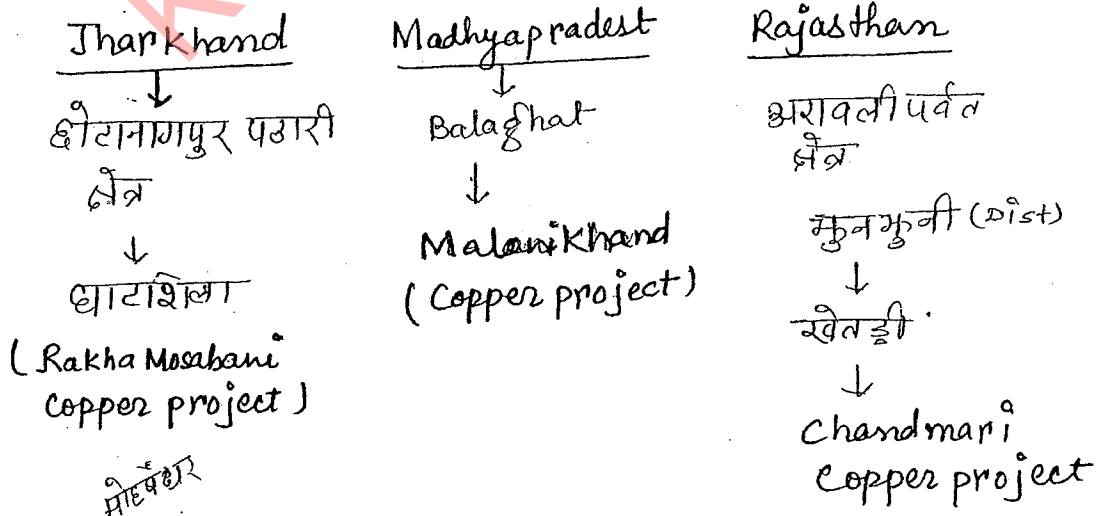 Jharkhand
छोटानागपुर पठारी
क्षेत्र
घाटशिला
(Rakha Mosabani
Copper project)
Madhyapradest
Balaghat
Malanikhand
(Copper project)
Rajasthan
अरावली पर्वत
क्षेत्र
झुनझुनी (Dist)
खेतड़ी
Chandmari
Copper project